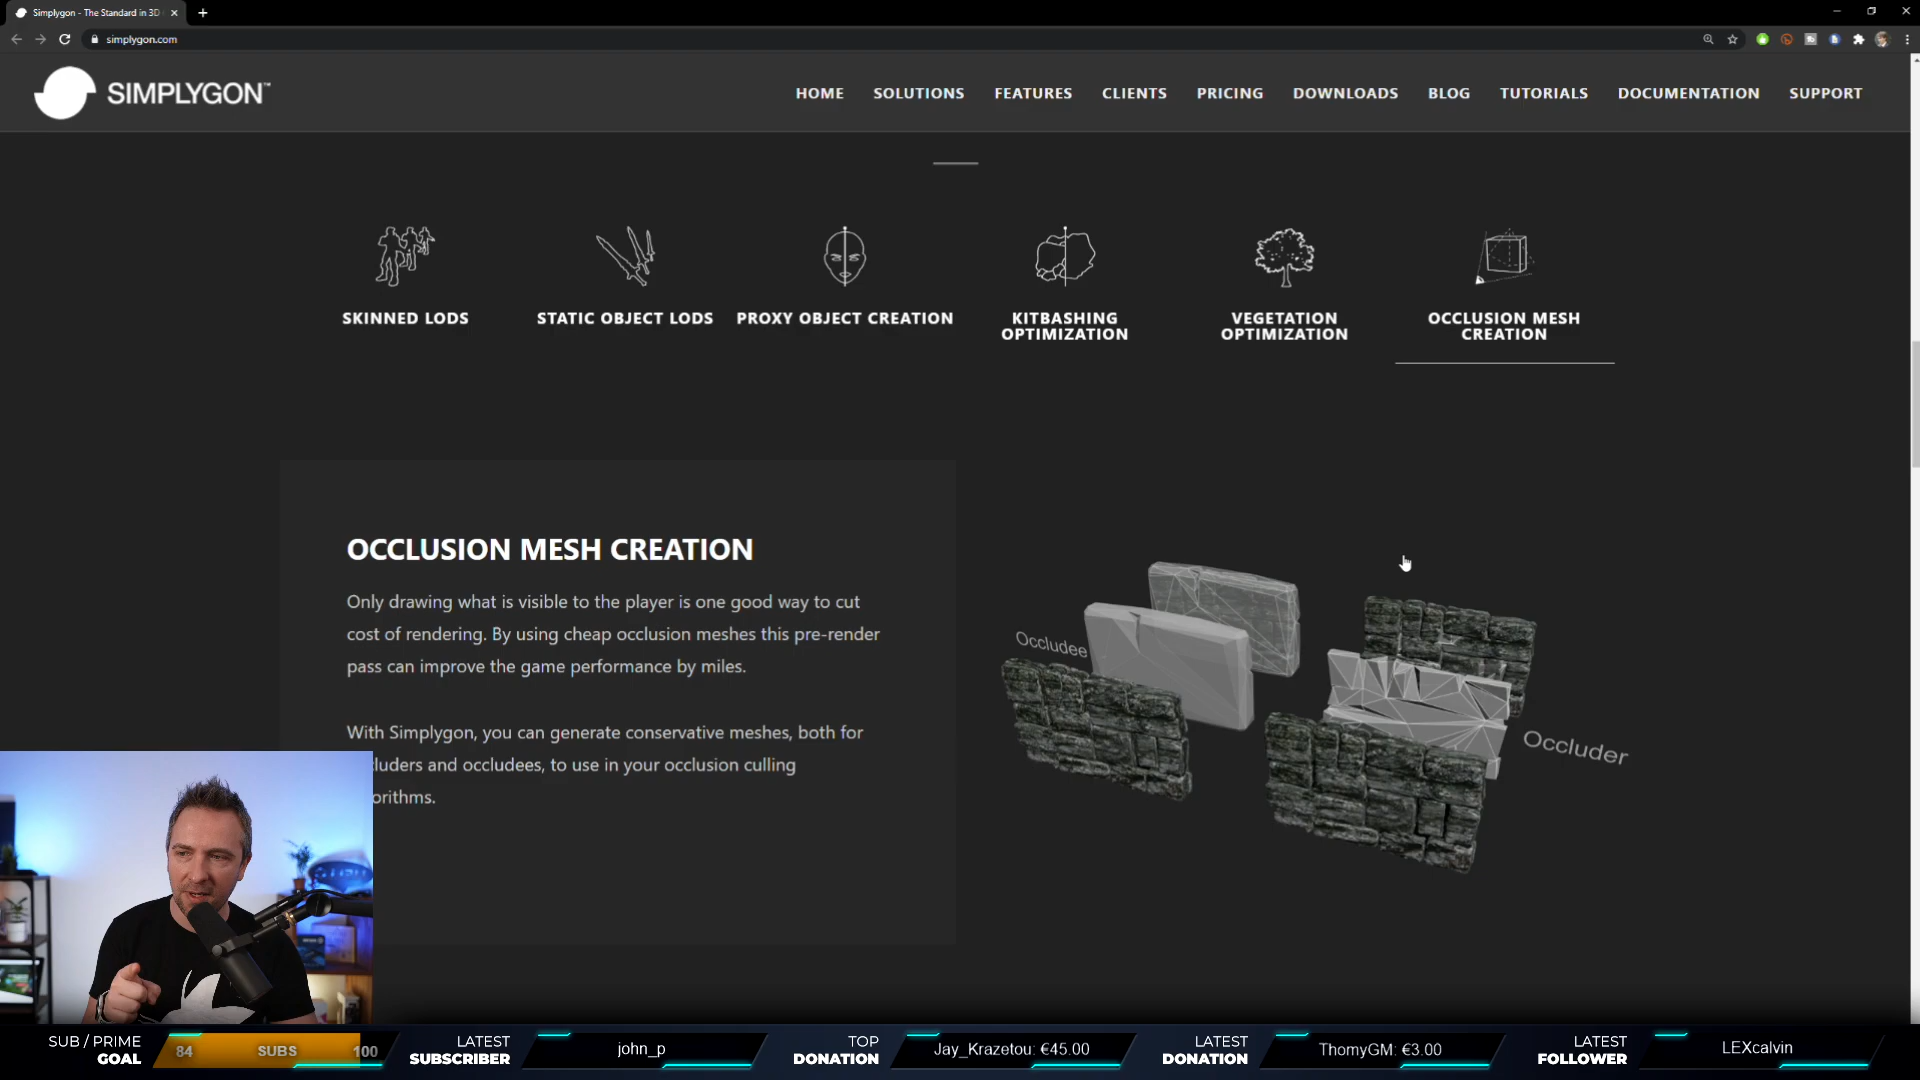 Simplygon - The Standard in 3D
simplygon.com
SIMPLYGON™
HOME
SOLUTIONS
FEATURES
CLIENTS
PRICING
DOWNLOADS
BLOG
TUTORIALS
DOCUMENTATION
SUPPORT
SKINNED LODS
STATIC OBJECT LODS
PROXY OBJECT CREATION
KITBASHING
OPTIMIZATION
VEGETATION
OPTIMIZATION
OCCLUSION MESH
CREATION
OCCLUSION MESH CREATION
Only drawing what is visible to the player is one good way to cut
cost of rendering. By using cheap occlusion meshes this pre-render
pass can improve the game performance by miles.
With Simplygon, you can generate conservative meshes, both for
cluders and occludees, to use in your occlusion culling
orithms.
Occludee
Occluder
SUB / PRIME
GOAL
84 SUBS 100
LATEST
SUBSCRIBER
john_p
TOP
DONATION
Jay_Krazetou: €45.00
LATEST
DONATION
ThomyGM: €3.00
LATEST
FOLLOWER
LEXcalvin